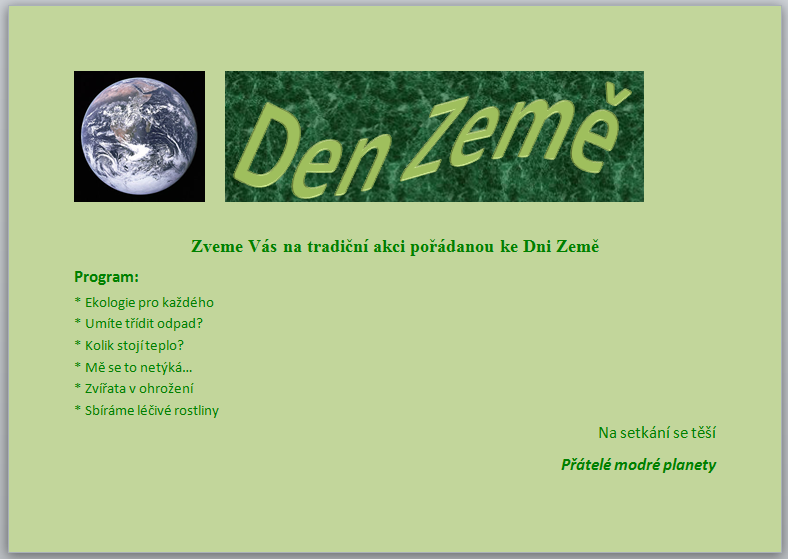 Den Země
Zveme Vás na tradiční akci pořádanou ke Dni Země
Program:
* Ekologie pro každého
* Umíte třídit odpad?
* Kolik stojí teplo?
* Mě se to netýká...
* Zvířata v ohrožení
* Sbíráme léčivé rostliny
Na setkání se těší
Přátelé modré planety